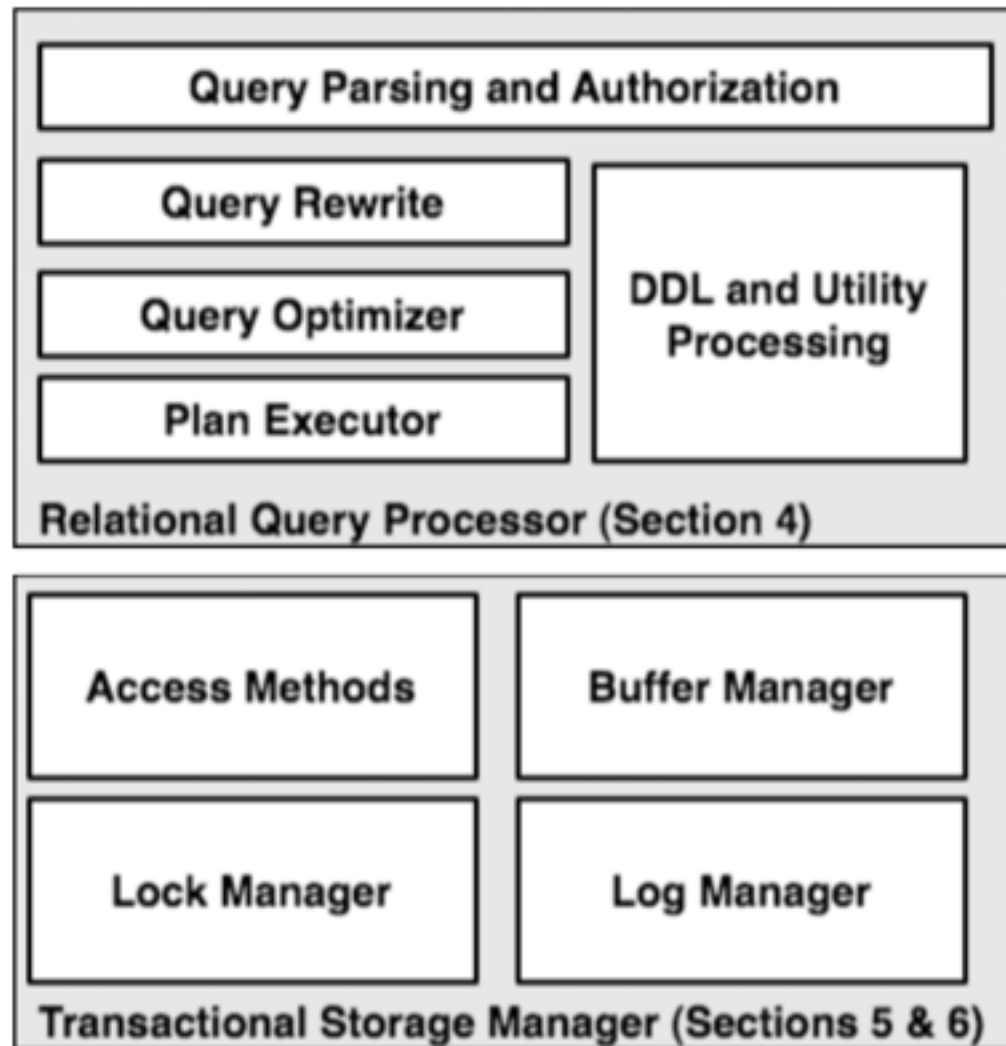 Query Parsing and Authorization
Query Rewrite
Query Optimizer
Plan Executor
DDL and Utility
Processing
Relational Query Processor (Section 4)
Access Methods
Buffer Manager
Lock Manager
Log Manager
Transactional Storage Manager (Sections 5 & 6)